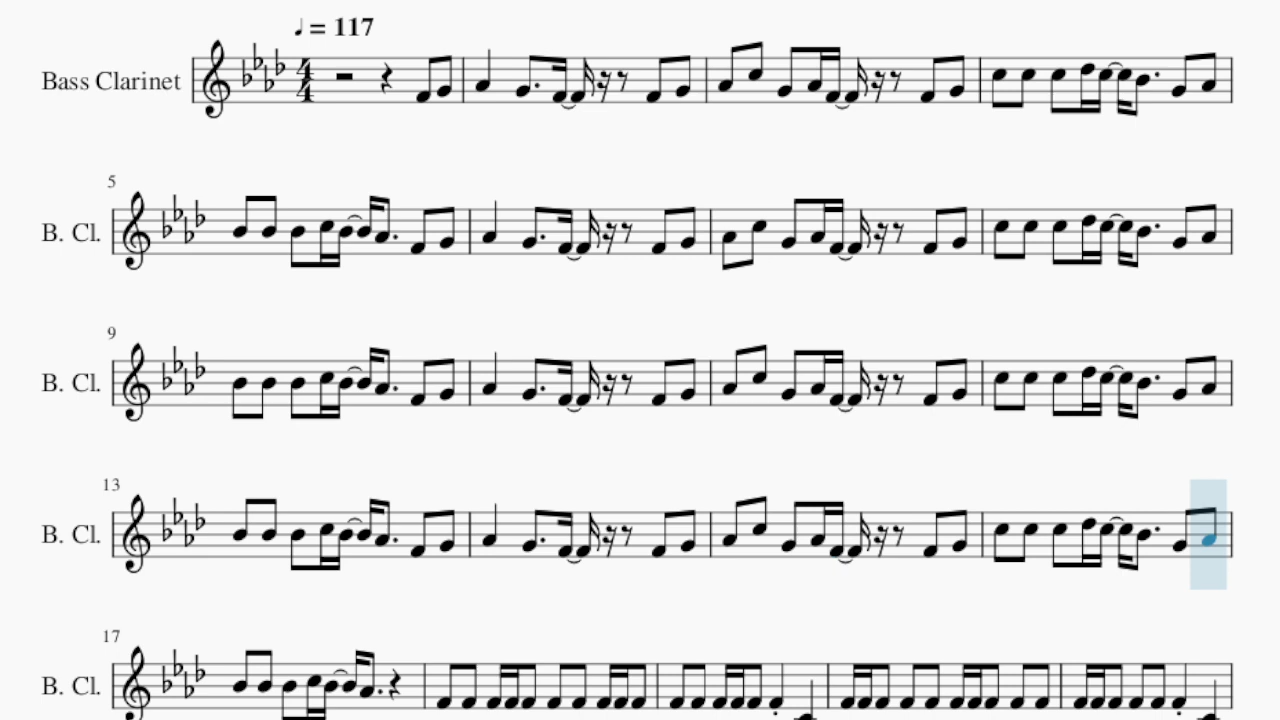 ♩ = 117
Bass Clarinet
4
4
5
B. Cl.
9
B. Cl.
13
B. Cl.
17
B. Cl.